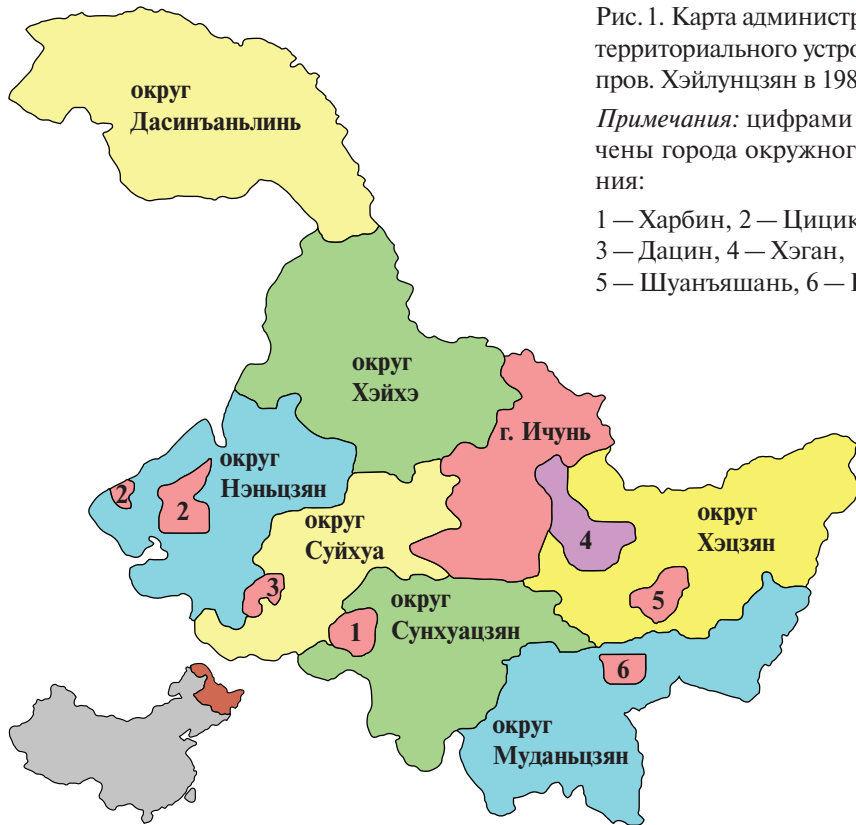 Рис. 1. Карта администр
территориального устро
пров. Хэйлунцзян в 198
Примечания: цифрами
чены города окружног
ния:
1 — Харбин, 2 — Цицик
3 — Дацин, 4 — Хэган,
5 — Шуанъяшань, 6 —
округ
Дасинъаньлинь
округ
Хэйхэ
г. Ичунь
округ
Нэньцзян
2
2
округ
Суйхуа
3
4
округ
Хэцзян
5
округ
Сунхуацзян
1
6
округ
Муданьцзян